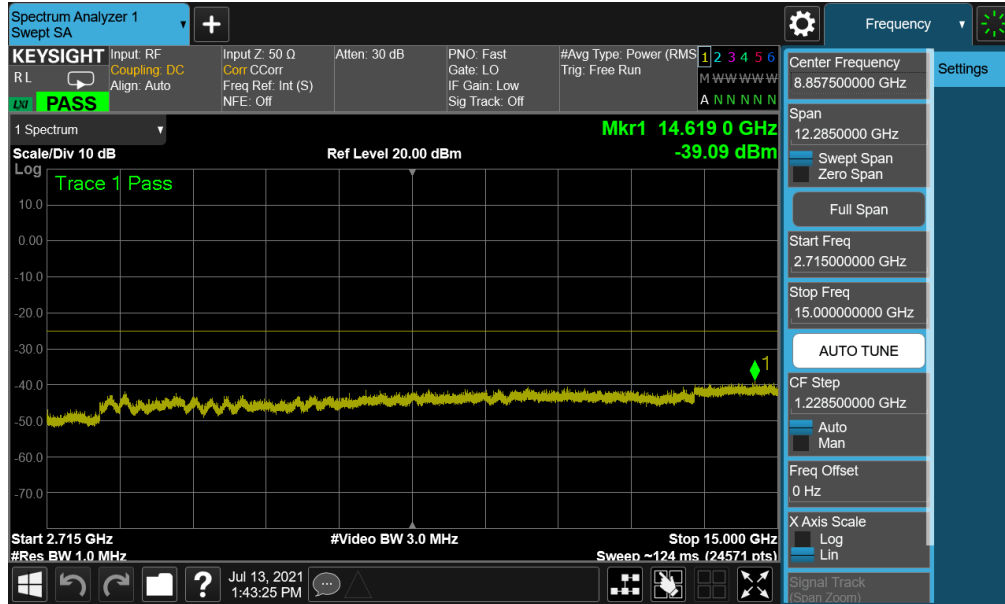 Spectrum Analyzer 1
Swept SA
+
Frequency
KEYSIGHT
R L
LXI
PASS
Input: RF
Coupling: DC
Align: Auto
Input Z: 50 Ω
Corr CCorr
Freq Ref: Int (S)
NFE: Off
Atten: 30 dB
PNO: Fast
Gate: LO
IF Gain: Low
Sig Track: Off
#Avg Type: Power (RMS
Trig: Free Run
1 2 3 4 5 6
M W W W W W
A N N N N N
1 Spectrum
Mkr1 14.619 0 GHz
Scale/Div 10 dB
Ref Level 20.00 dBm
-39.09 dBm
Log
Trace 1 Pass
10.0
0.00
-10.0
-20.0
-30.0
1
-40.0
-50.0
-60.0
-70.0
Start 2.715 GHz
#Video BW 3.0 MHz
Stop 15.000 GHz
#Res BW 1.0 MHz
Sweep ~124 ms (24571 pts)
?
Jul 13, 2021
1:43:25 PM
Center Frequency
8.857500000 GHz
Settings
Span
12.2850000 GHz
Swept Span
Zero Span
Full Span
Start Freq
2.715000000 GHz
Stop Freq
15.000000000 GHz
AUTO TUNE
CF Step
1.228500000 GHz
Auto
Man
Freq Offset
0 Hz
X Axis Scale
Log
Lin
Signal Track
(Span Zoom)